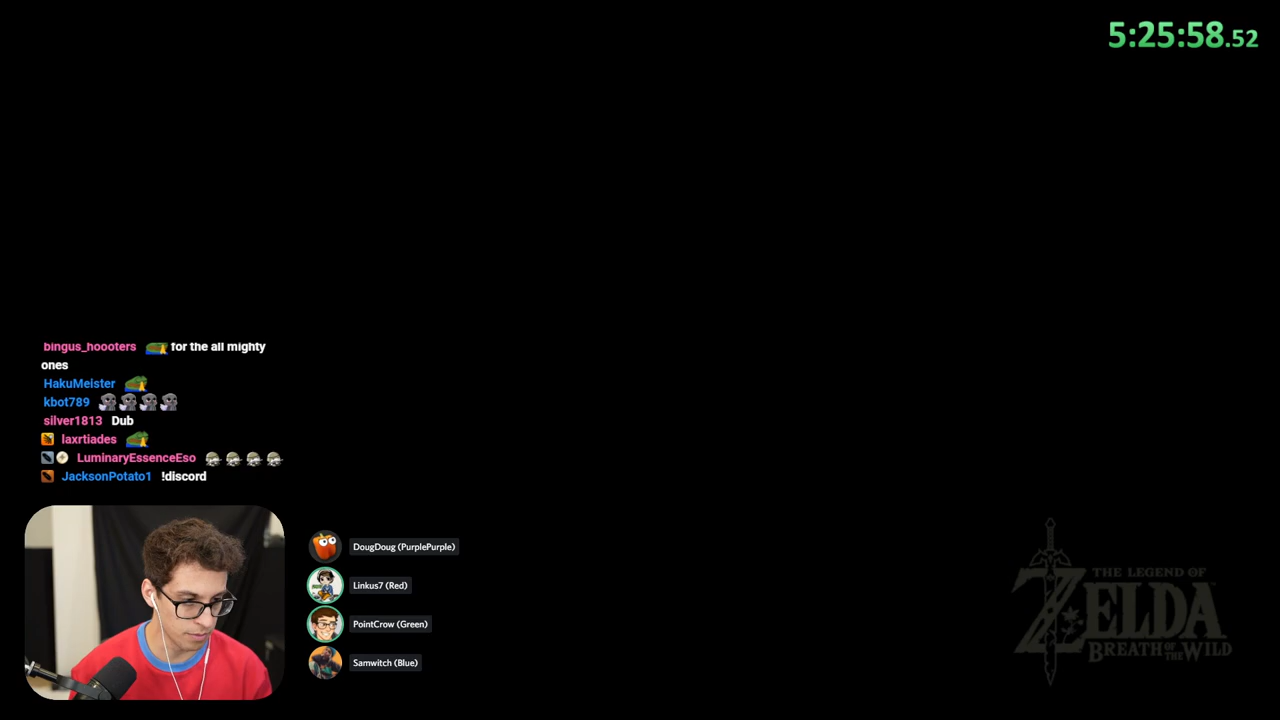 5:25:58.52
bingus_hoooters for the all mighty
ones
HakuMeister
kbot789
silver1813 Dub
laxrtiades
LuminaryEssenceEso
JacksonPotato1 !discord
DougDoug (PurplePurple)
Linkus7 (Red)
PointCrow (Green)
Samwitch (Blue)
THE LEGEND OF
ZELDA
BREATH OF THE WILD